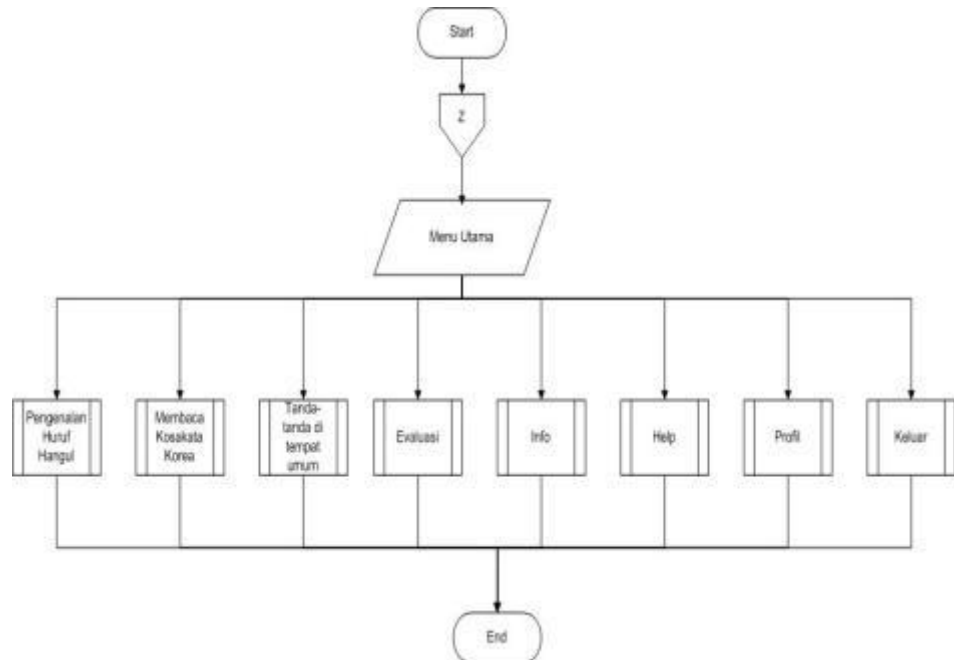 Start
Z
Menu Utama
Pengenalan
Huruf
Hangul
Membaca
Kosakata
Korea
Tanda-
tanda di
tempat
umum
Evaluasi
Info
Help
Profil
Keluar
End